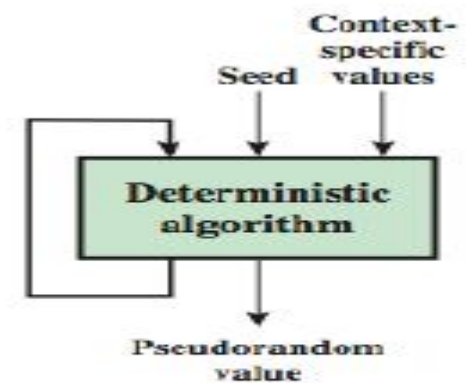 Context-
specific
values
Seed
Deterministic
algorithm
Pseudorandom
value